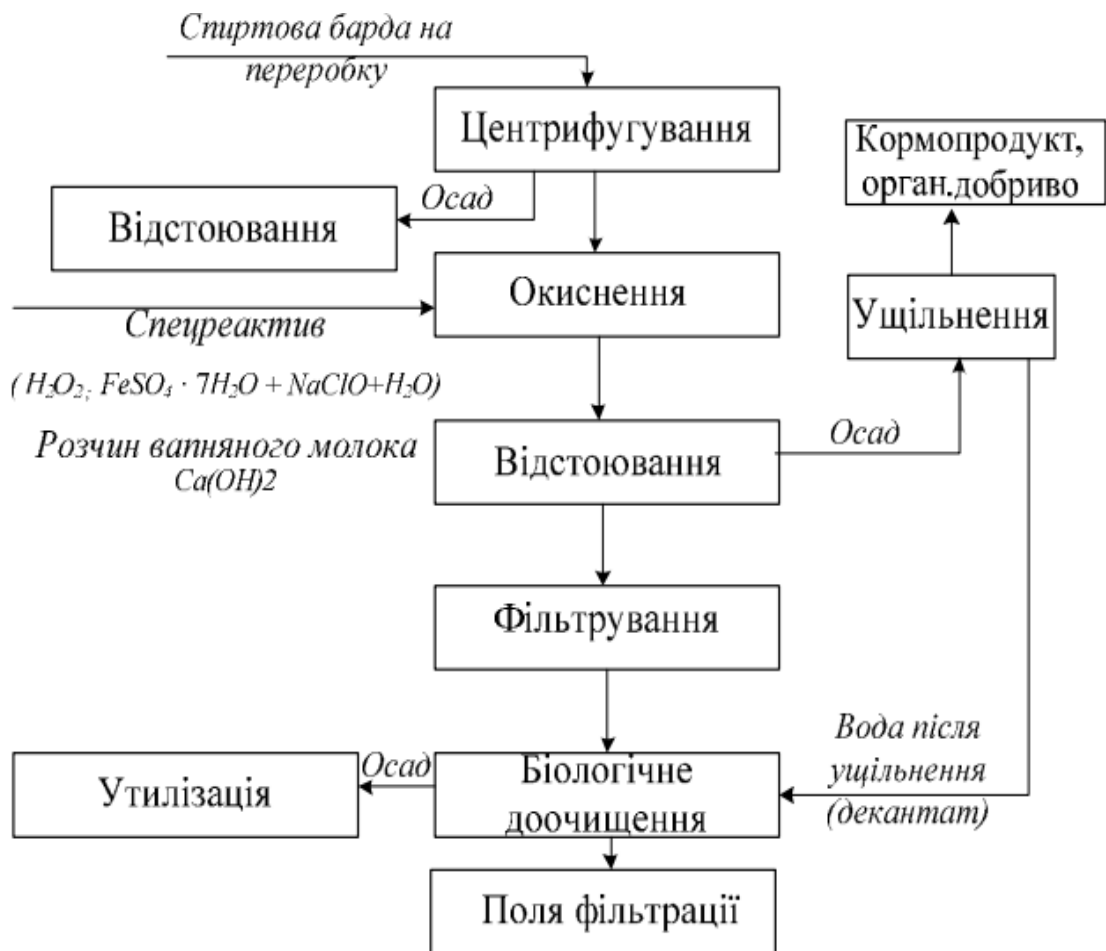 Спиртова барда на
переробку
Центрифугування
Кормопродукт,
орган.добриво
Осад
Відстоювання
Окиснення
Ущільнення
Спецреактив
( H₂O₂; FeSO₄ · 7H₂O + NaClO+H₂O)
Розчин вапняного молока
Ca(OH)2
Відстоювання
Осад
Фільтрування
Вода після
ущільнення
(декантат)
Біологічне
доочищення
Осад
Утилізація
Поля фільтрації